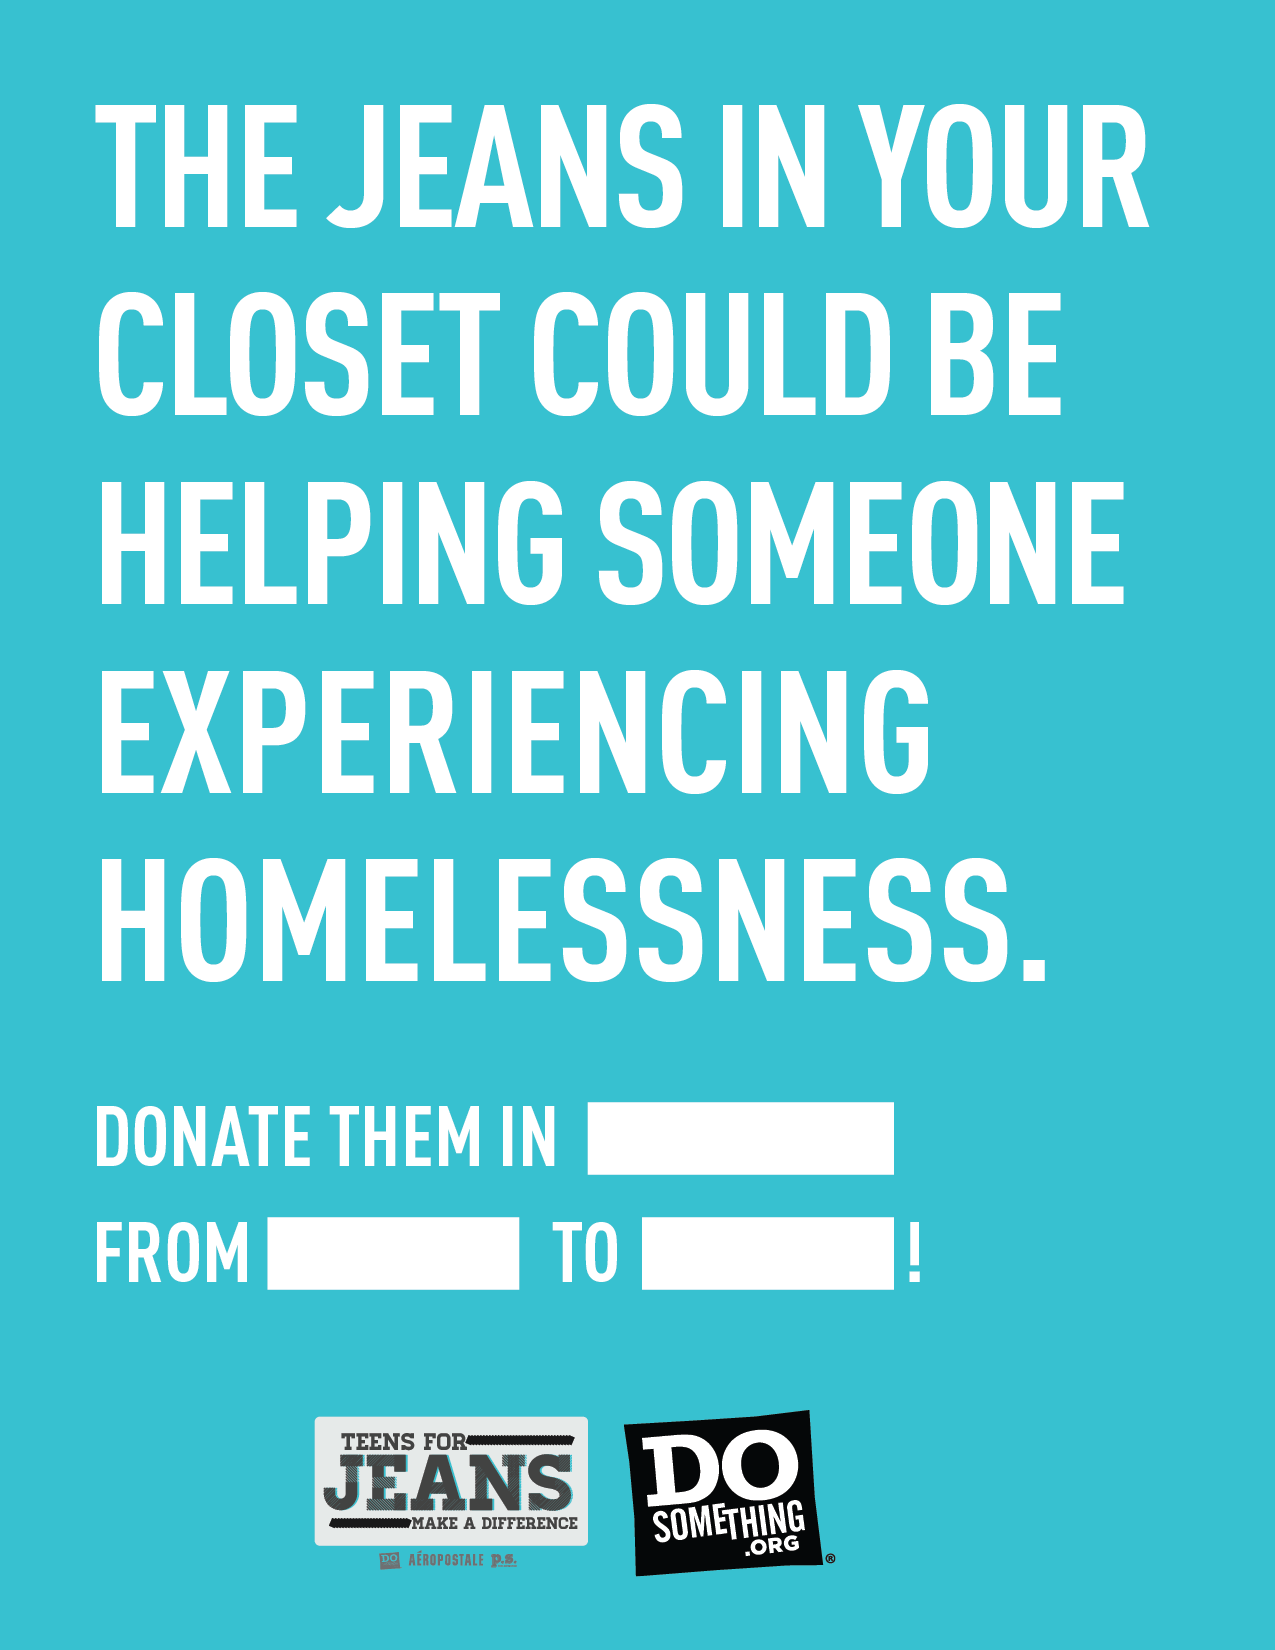 THE JEANS IN YOUR
CLOSET COULD BE
HELPING SOMEONE
EXPERIENCING
HOMELESSNESS.
DONATE THEM IN
FROM TO !
TEENS FOR
JEANS
MAKE A DIFFERENCE
DO AÉROPOSTALE p.s.
DO
SOMETHING
.ORG
®